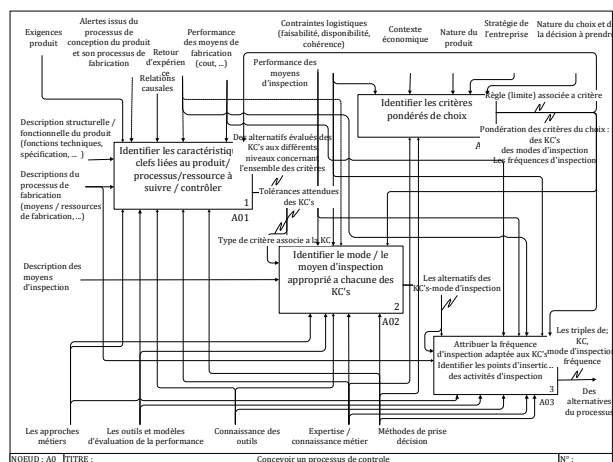 Exigences
produit
Alertes issus du
processus de
conception du produit
et son processus de
fabrication
Retour
d'expérien
ce
Relations
causales
Performance
des moyens de
fabrication
(cout, ...)
Contraintes logistiques
(faisabilité, disponibilité,
cohérence)
Contexte
économique
Nature du
produit
Stratégie de
l'entreprise
Nature du choix et de
la décision à prendre
Performance des
moyens
d'inspection
Identifier les critères
pondérés de choix
A
Règle (limite) associée a critère
Pondération des critères du choix :
des KC's
des modes d'inspection
Les fréquences d'inspection
Description structurelle /
fonctionnelle du produit
(fonctions techniques,
spécification, ... )
Identifier les caractéristiqu
clefs liées au produit/
processus/ressource à
suivre / contrôler
1
A01
Des alternatifs évalués des
KC's aux différents
niveaux concernant
l'ensemble des critères
Descriptions du
processus de
fabrication
(moyens / ressources
de fabrication, ...)
Tolérances attendues
des KC's
Type de critère associe a la KC
Description des
moyens
d'inspection
Identifier le mode / le
moyen d'inspection
approprié a chacune des
KC's
2
A02
Les alternatifs des
KC's-mode d'inspection
Attribuer la fréquence
d'inspection adaptée aux KC's
Identifier les points d'insertic...
des activités d'inspection
3
A03
Les triples de;
KC,
mode d'inspection
fréquence
Des
alternatives
du processus
Les approches
métiers
Les outils et modèles
d'évaluation de la performance
Connaissance des
outils
Expertise /
connaissance métier
Méthodes de prise
décision
NOEUD : A0
TITRE :
Concevoir un processus de controle
N° :